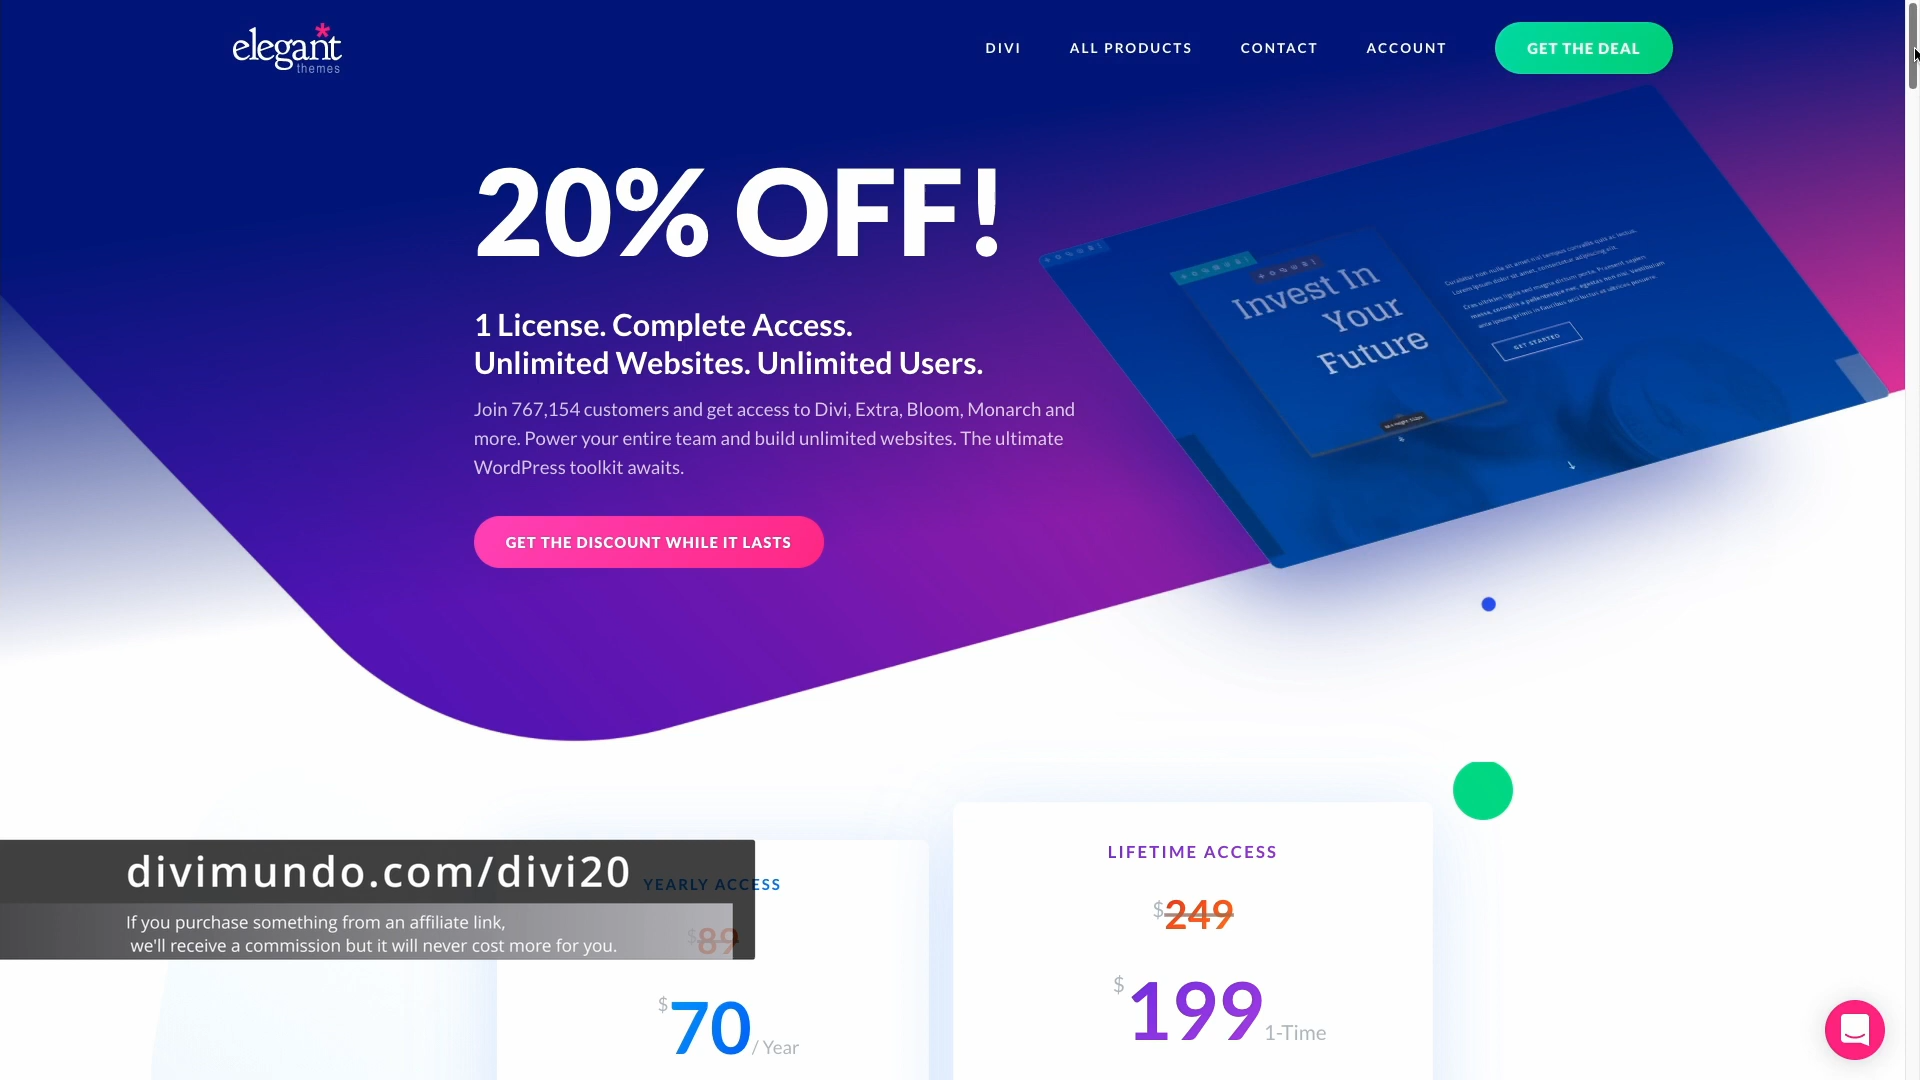 elegant
themes
DIVI
ALL PRODUCTS
CONTACT
ACCOUNT
GET THE DEAL
20% OFF!
1 License. Complete Access.
Unlimited Websites. Unlimited Users.
Join 767,154 customers and get access to Divi, Extra, Bloom, Monarch and
more. Power your entire team and build unlimited websites. The ultimate
WordPress toolkit awaits.
GET THE DISCOUNT WHILE IT LASTS
Invest In
Your
Future
GET STARTED
divimundo.com/divi20
If you purchase something from an affiliate link,
we'll receive a commission but it will never cost more for you.
YEARLY ACCESS
$89
$70/ Year
LIFETIME ACCESS
$249
$199 1-Time